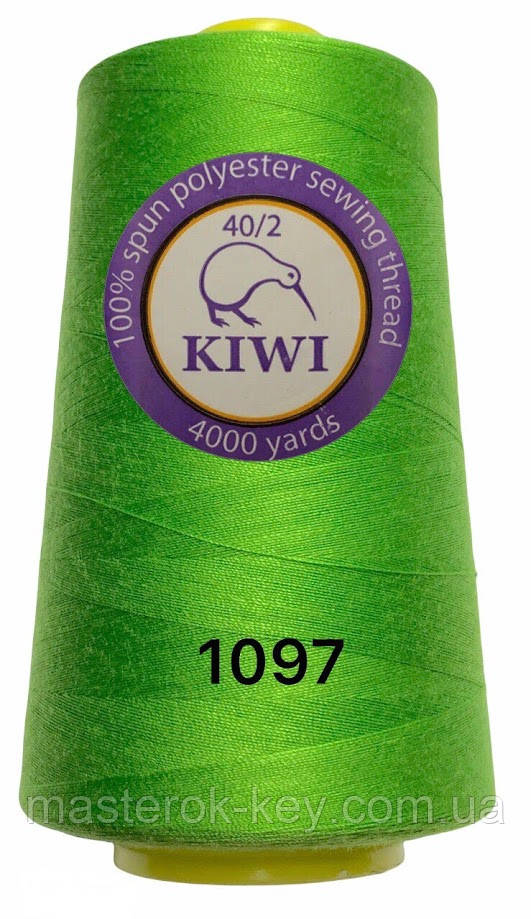 100% spun polyester sewing thread
40/2
KIWI
4000 yards
1097
masterok-key.com.ua